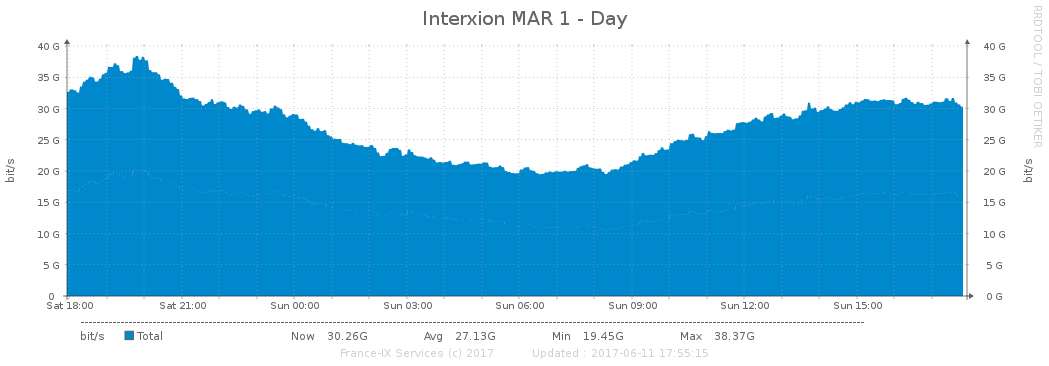 Interxion MAR 1 - Day
RRDTOOL / TOBI OETIKER
bit/s
40 G 40 G
35 G 35 G
30 G 30 G
25 G 25 G
20 G 20 G
15 G 15 G
10 G 10 G
5 G 5 G
0 0 G
bit/s
Sat 18:00 Sat 21:00 Sun 00:00 Sun 03:00 Sun 06:00 Sun 09:00 Sun 12:00 Sun 15:00
bit/s Total Now 30.26G Avg 27.13G Min 19.45G Max 38.37G
France-IX Services (c) 2017 Updated : 2017-06-11 17:55:15